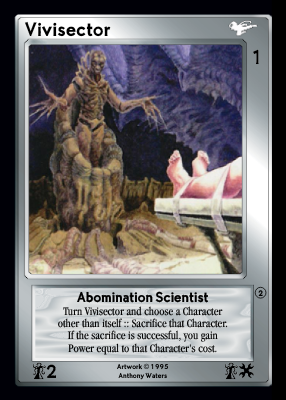 Vivisector
1
2
Abomination Scientist
Turn Vivisector and choose a Character
other than itself :: Sacrifice that Character.
If the sacrifice is successful, you gain
Power equal to that Character's cost.
2
Artwork © 1995
Anthony Waters